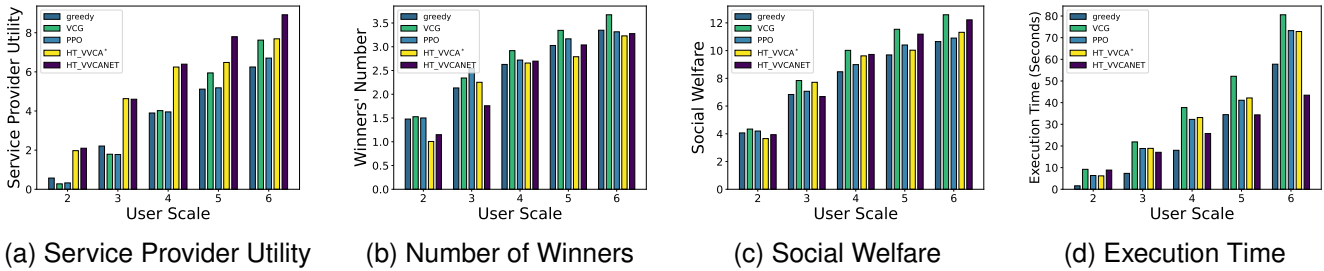 greedy
VCG
PPO
HT_VVCA*
HT_VVCANET
Service Provider Utility
8
6
4
2
0
2 3 4 5 6
User Scale
(a) Service Provider Utility
greedy
VCG
PPO
HT_VVCA*
HT_VVCANET
Winners' Number
3.5
3.0
2.5
2.0
1.5
1.0
0.5
0.0
2 3 4 5 6
User Scale
(b) Number of Winners
greedy
VCG
PPO
HT_VVCA*
HT_VVCANET
Social Welfare
12
10
8
6
4
2
0
2 3 4 5 6
User Scale
(c) Social Welfare
greedy
VCG
PPO
HT_VVCA*
HT_VVCANET
Execution Time (Seconds)
80
70
60
50
40
30
20
10
0
2 3 4 5 6
User Scale
(d) Execution Time